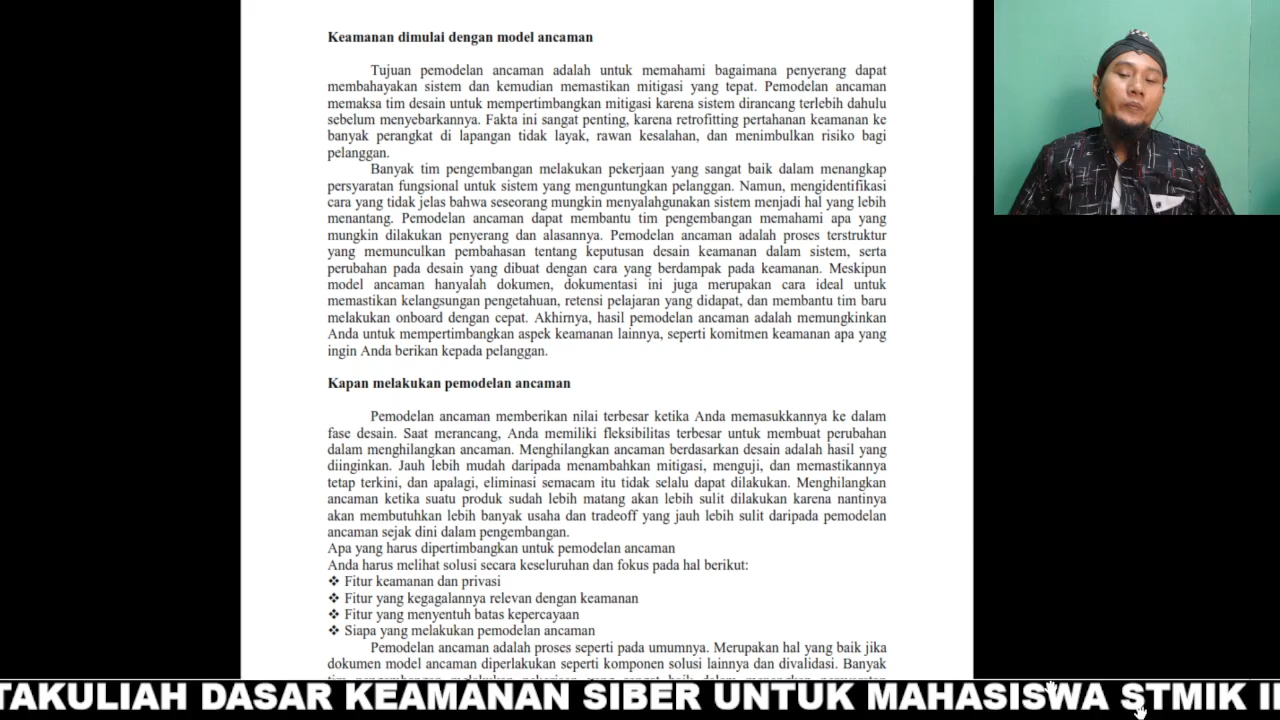 Keamanan dimulai dengan model ancaman
Tujuan pemodelan ancaman adalah untuk memahami bagaimana penyerang dapat
membahayakan sistem dan kemudian memastikan mitigasi yang tepat. Pemodelan ancaman
memaksa tim desain untuk mempertimbangkan mitigasi karena sistem dirancang terlebih dahulu
sebelum menyebarkannya. Fakta ini sangat penting, karena retrofitting pertahanan keamanan ke
banyak perangkat di lapangan tidak layak, rawan kesalahan, dan menimbulkan risiko bagi
pelanggan.
Banyak tim pengembangan melakukan pekerjaan yang sangat baik dalam menangkap
persyaratan fungsional untuk sistem yang menguntungkan pelanggan. Namun, mengidentifikasi
cara yang tidak jelas bahwa seseorang mungkin menyalahgunakan sistem menjadi hal yang lebih
menantang. Pemodelan ancaman dapat membantu tim pengembangan memahami apa yang
mungkin dilakukan penyerang dan alasannya. Pemodelan ancaman adalah proses terstruktur
yang memunculkan pembahasan tentang keputusan desain keamanan dalam sistem, serta
perubahan pada desain yang dibuat dengan cara yang berdampak pada keamanan. Meskipun
model ancaman hanyalah dokumen, dokumentasi ini juga merupakan cara ideal untuk
memastikan kelangsungan pengetahuan, retensi pelajaran yang didapat, dan membantu tim baru
melakukan onboard dengan cepat. Akhirnya, hasil pemodelan ancaman adalah memungkinkan
Anda untuk mempertimbangkan aspek keamanan lainnya, seperti komitmen keamanan apa yang
ingin Anda berikan kepada pelanggan.
Kapan melakukan pemodelan ancaman
Pemodelan ancaman memberikan nilai terbesar ketika Anda memasukkannya ke dalam
fase desain. Saat merancang, Anda memiliki fleksibilitas terbesar untuk membuat perubahan
dalam menghilangkan ancaman. Menghilangkan ancaman berdasarkan desain adalah hasil yang
diinginkan. Jauh lebih mudah daripada menambahkan mitigasi, menguji, dan memastikannya
tetap terkini, dan apalagi, eliminasi semacam itu tidak selalu dapat dilakukan. Menghilangkan
ancaman ketika suatu produk sudah lebih matang akan lebih sulit dilakukan karena nantinya
akan membutuhkan lebih banyak usaha dan tradeoff yang jauh lebih sulit daripada pemodelan
ancaman sejak dini dalam pengembangan.
Apa yang harus dipertimbangkan untuk pemodelan ancaman
Anda harus melihat solusi secara keseluruhan dan fokus pada hal berikut:
❖ Fitur keamanan dan privasi
❖ Fitur yang kegagalannya relevan dengan keamanan
❖ Fitur yang menyentuh batas kepercayaan
❖ Siapa yang melakukan pemodelan ancaman
Pemodelan ancaman adalah proses seperti pada umumnya. Merupakan hal yang baik jika
dokumen model ancaman diperlakukan seperti komponen solusi lainnya dan divalidasi. Banyak
TAKULIAH DASAR KEAMANAN SIBER UNTUK MAHASISWA STMIK